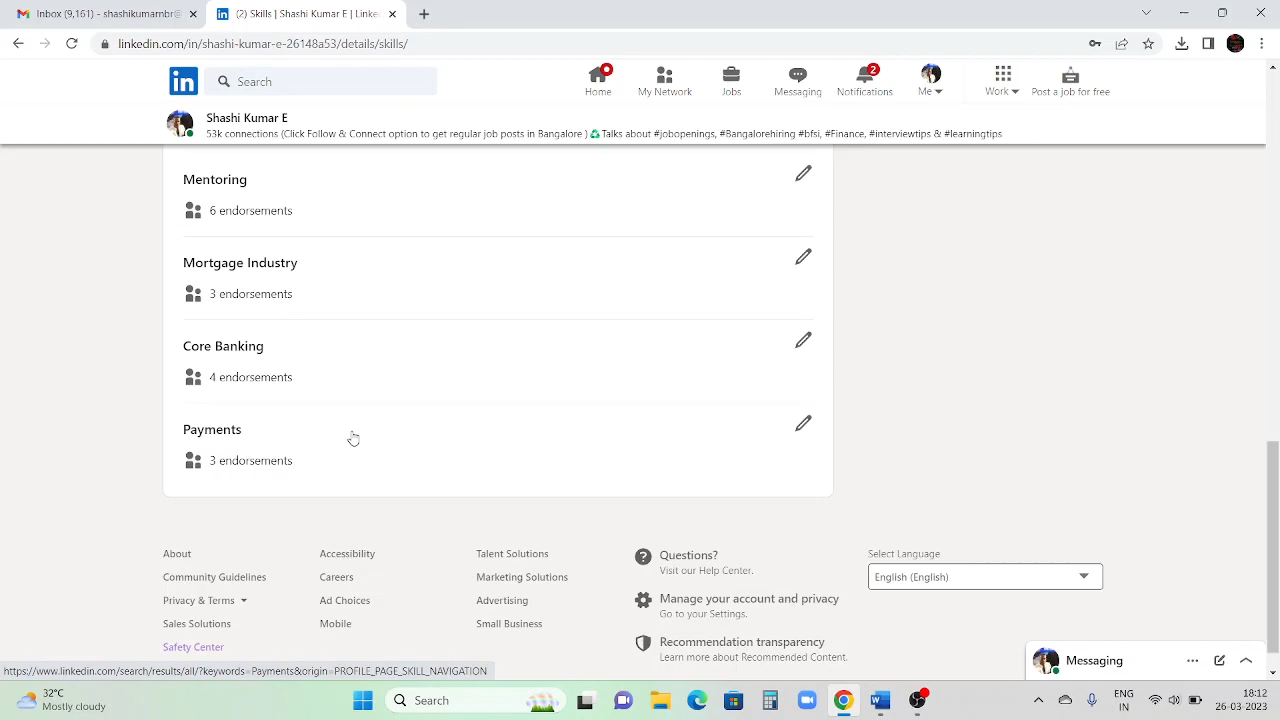 Inbox (9,161) - shashikumarnbr@
(2) Skills | Shashi Kumar E | Linke
linkedin.com/in/shashi-kumar-e-26148a53/details/skills/
in
Search
Home
My Network
Jobs
Messaging
2
Notifications
Me
Work
Post a job for free
Shashi Kumar E
53k connections (Click Follow & Connect option to get regular job posts in Bangalore ) ♻Talks about #jobopenings, #Bangalorehiring #bfsi, #Finance, #interviewtips & #learningtips
Mentoring
6 endorsements
Mortgage Industry
3 endorsements
Core Banking
4 endorsements
Payments
3 endorsements
About
Accessibility
Talent Solutions
Questions?
Visit our Help Center.
Select Language
English (English)
Community Guidelines
Careers
Marketing Solutions
Privacy & Terms
Ad Choices
Advertising
Manage your account and privacy
Go to your Settings.
Sales Solutions
Mobile
Small Business
Safety Center
Recommendation transparency
Learn more about Recommended Content.
Messaging
https://www.linkedin.com/search/results/all/?keywords=Payments&origin=PROFILE_PAGE_SKILL_NAVIGATION
32°C
Mostly cloudy
Search
ENG
IN
18:12
26-03-2023